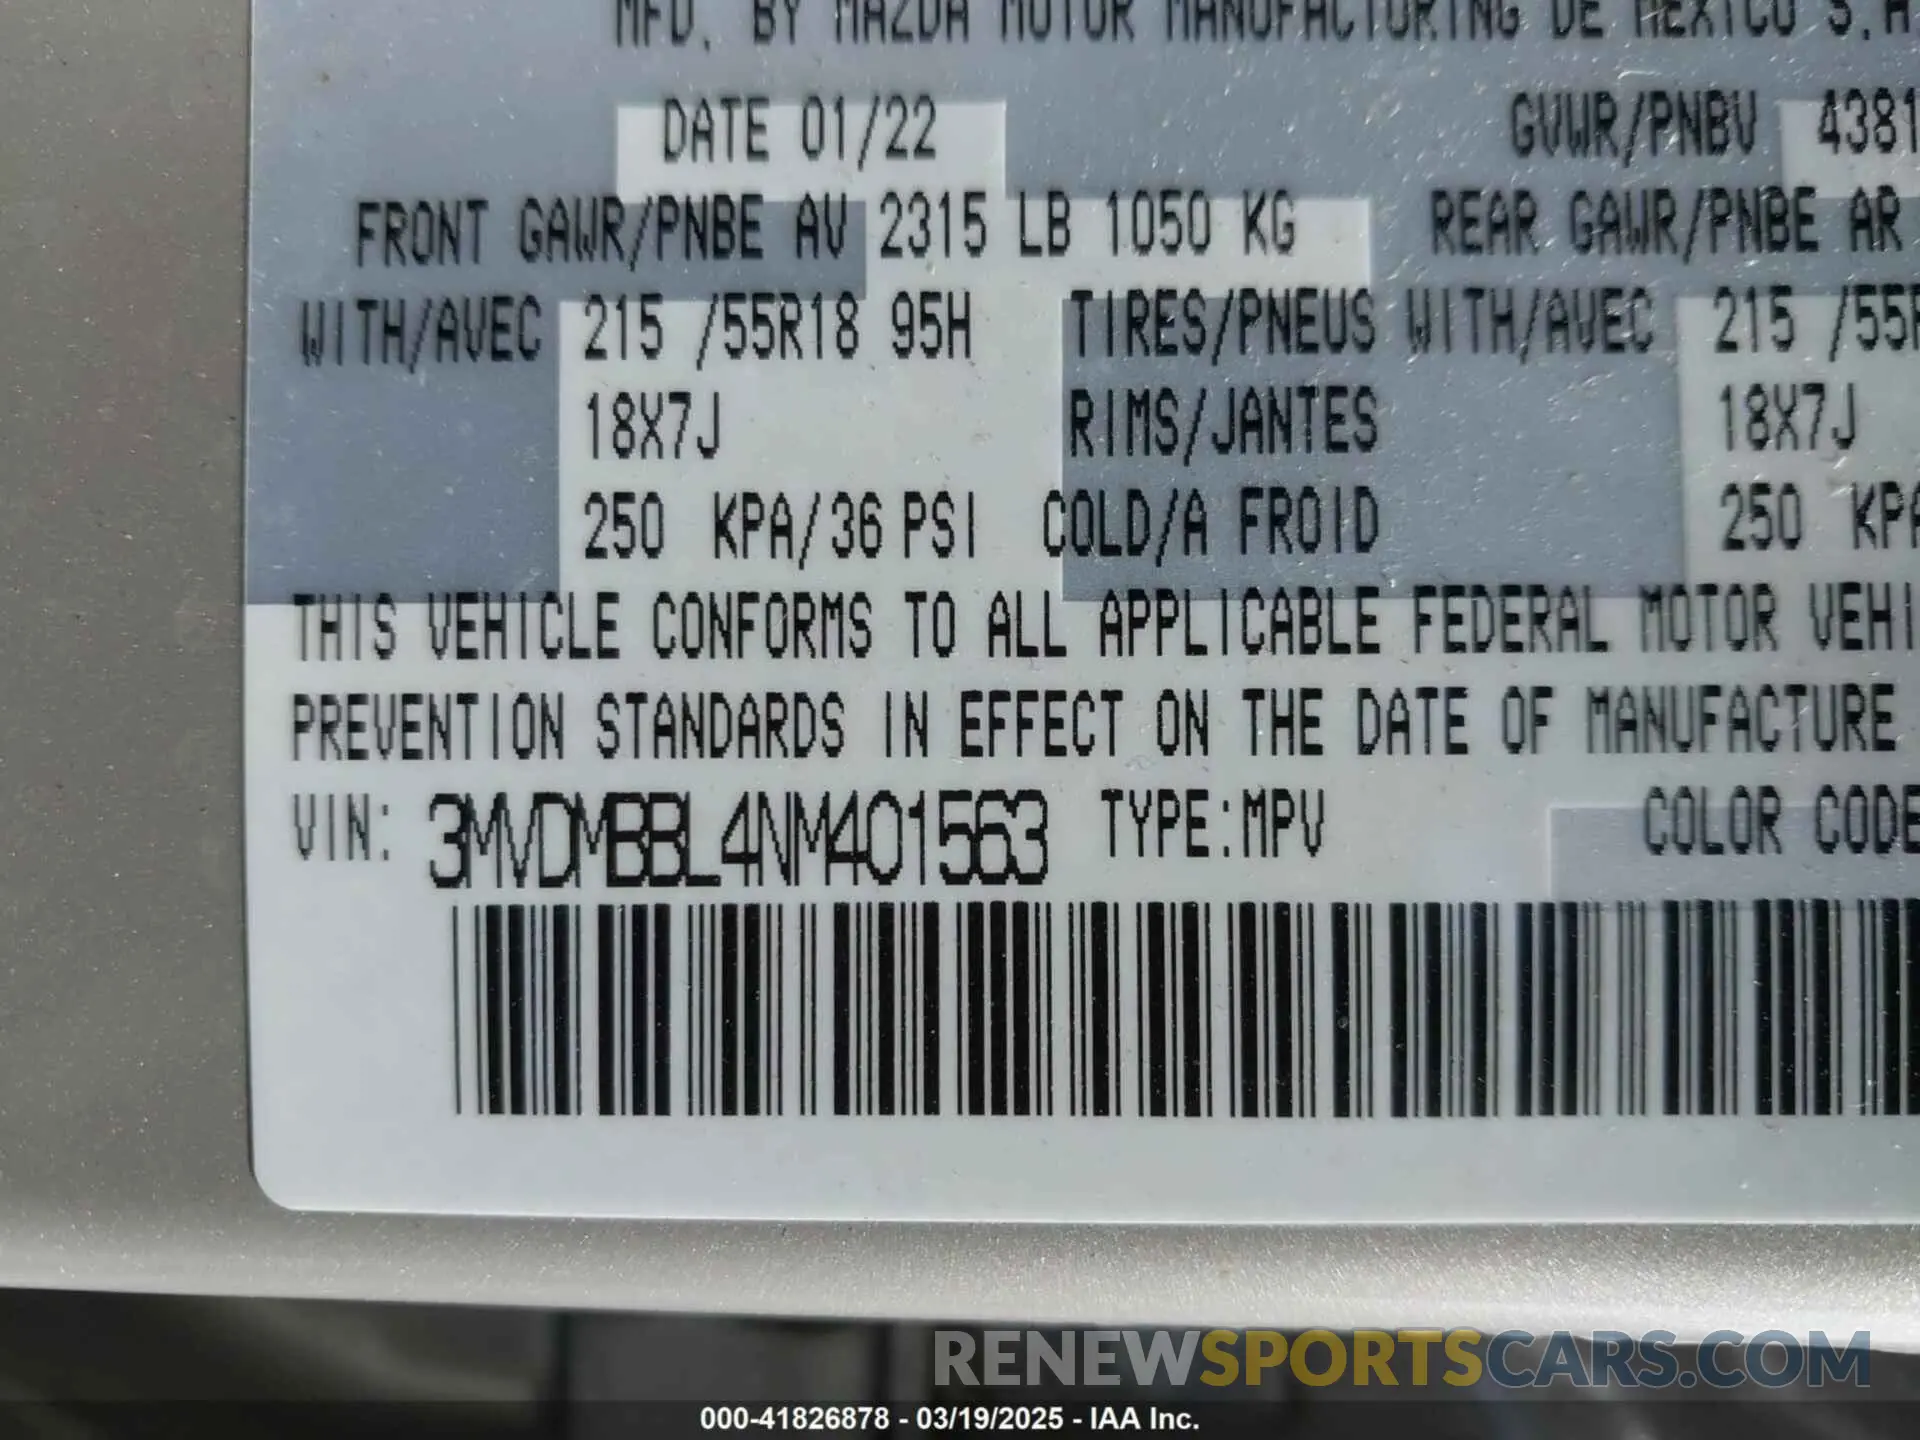 MFD. BY MAZDA MOTOR MANUFACTURING DE MEXICO S.A
DATE 01/22 GVWR/PNBV 4381
FRONT GAWR/PNBE AV 2315 LB 1050 KG REAR GAWR/PNBE AR
WITH/AVEC 215 /55R18 95H TIRES/PNEUS WITH/AVEC 215 /55R
18X7J RIMS/JANTES 18X7J
250 KPA/36 PSI COLD/A FROID 250 KPA
THIS VEHICLE CONFORMS TO ALL APPLICABLE FEDERAL MOTOR VEHI
PREVENTION STANDARDS IN EFFECT ON THE DATE OF MANUFACTURE
VIN: 3MVDMBBL4NM401563 TYPE:MPV COLOR CODE
RENEWSPORTSCARS.COM
000-41826878 - 03/19/2025 - IAA Inc.